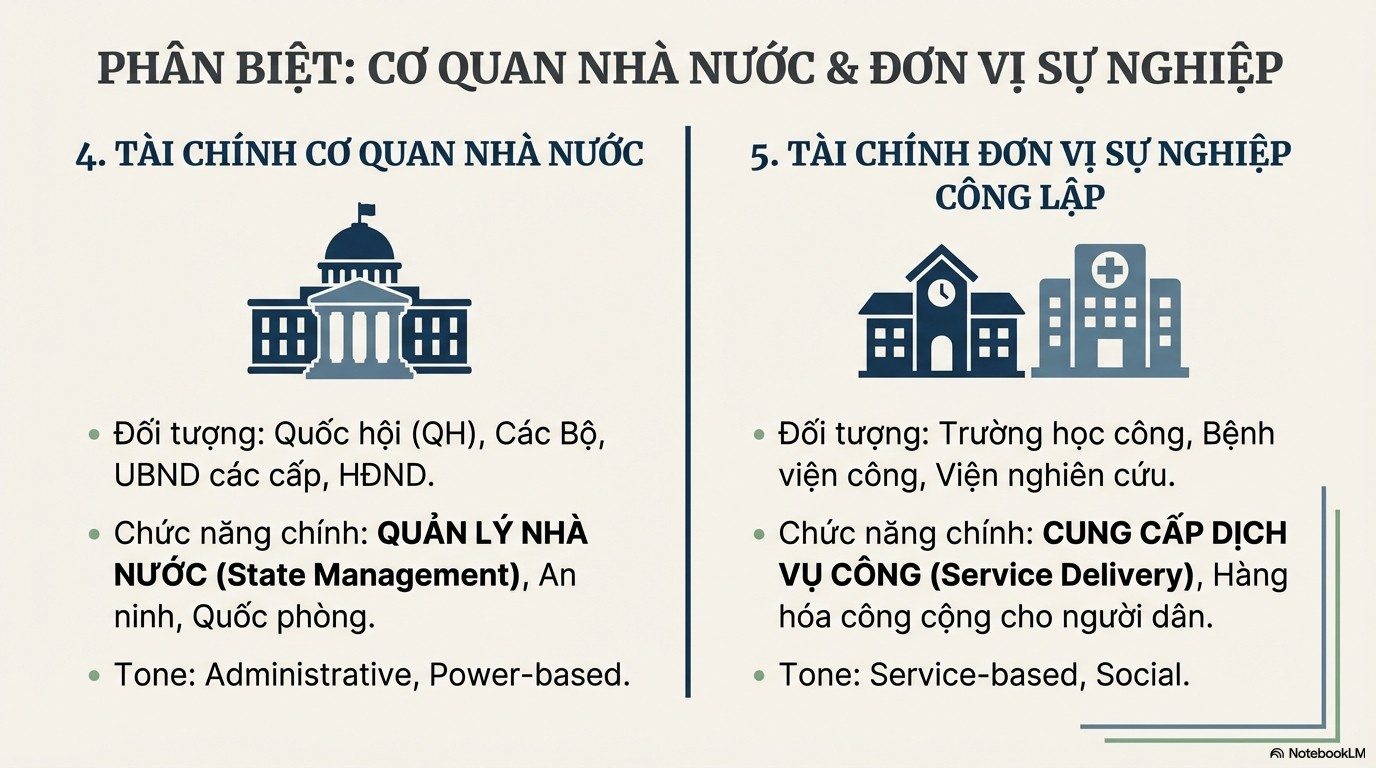 PHÂN BIỆT: CƠ QUAN NHÀ NƯỚC & ĐƠN VỊ SỰ NGHIỆP
4. TÀI CHÍNH CƠ QUAN NHÀ NƯỚC
• Đối tượng: Quốc hội (QH), Các Bộ,
UBND các cấp, HĐND.
• Chức năng chính: QUẢN LÝ NHÀ
NƯỚC (State Management), An
ninh, Quốc phòng.
• Tone: Administrative, Power-based.
5. TÀI CHÍNH ĐƠN VỊ SỰ NGHIỆP
CÔNG LẬP
• Đối tượng: Trường học công, Bệnh
viện công, Viện nghiên cứu.
• Chức năng chính: CUNG CẤP DỊCH
VỤ CÔNG (Service Delivery), Hàng
hóa công cộng cho người dân.
• Tone: Service-based, Social.
NotebookLM